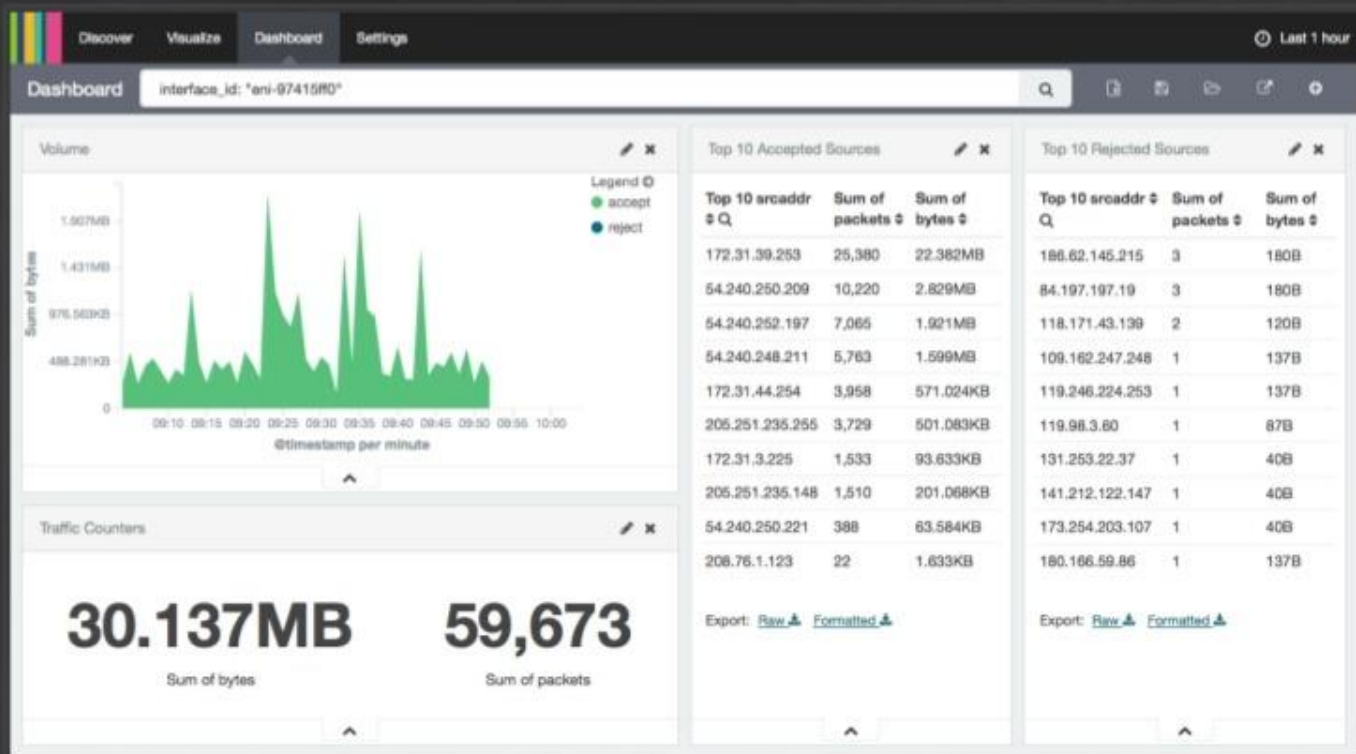 Discover Visualize Dashboard Settings Last 1 hour
Dashboard interface_id: "eni-97415ff0"
Volume
Legend
accept
reject
Sum of bytes
1.907MB
1.431MB
976.563KB
488.281KB
0
09:10 09:15 09:20 09:25 09:30 09:35 09:40 09:45 09:50 09:55 10:00
@timestamp per minute
Traffic Counters
30.137MB 59,673
Sum of bytes Sum of packets
Top 10 Accepted Sources
Top 10 srcaddr Sum of packets Sum of bytes
172.31.39.253 25,380 22.382MB
54.240.250.209 10,220 2.829MB
54.240.252.197 7,065 1.921MB
54.240.248.211 5,763 1.599MB
172.31.44.254 3,958 571.024KB
205.251.235.255 3,729 501.083KB
172.31.3.225 1,533 93.633KB
205.251.235.148 1,510 201.068KB
54.240.250.221 388 63.584KB
208.76.1.123 22 1.633KB
Export: Raw Formatted
Top 10 Rejected Sources
Top 10 srcaddr Sum of packets Sum of bytes
186.62.145.215 3 180B
84.197.197.19 3 180B
118.171.43.139 2 120B
109.162.247.248 1 137B
119.246.224.253 1 137B
119.98.3.60 1 87B
131.253.22.37 1 40B
141.212.122.147 1 40B
173.254.203.107 1 40B
180.166.59.86 1 137B
Export: Raw Formatted